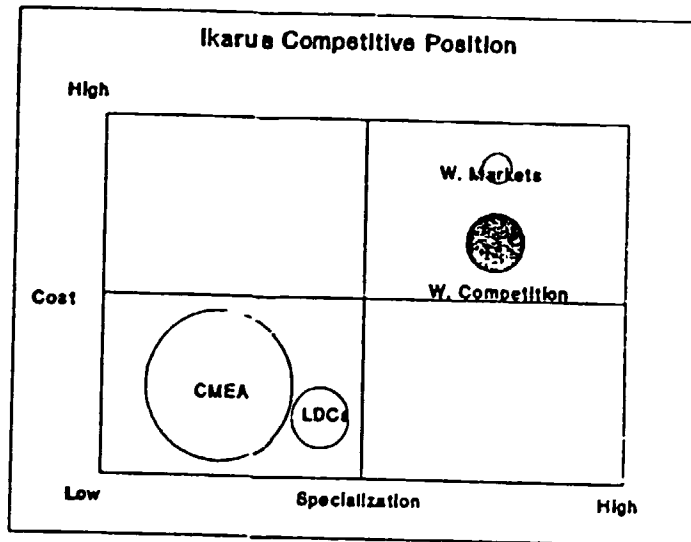 Ikarus Competitive Position
High
W. Markets
W. Competition
Cost
CMEA
LDCs
Low
Specialization
High